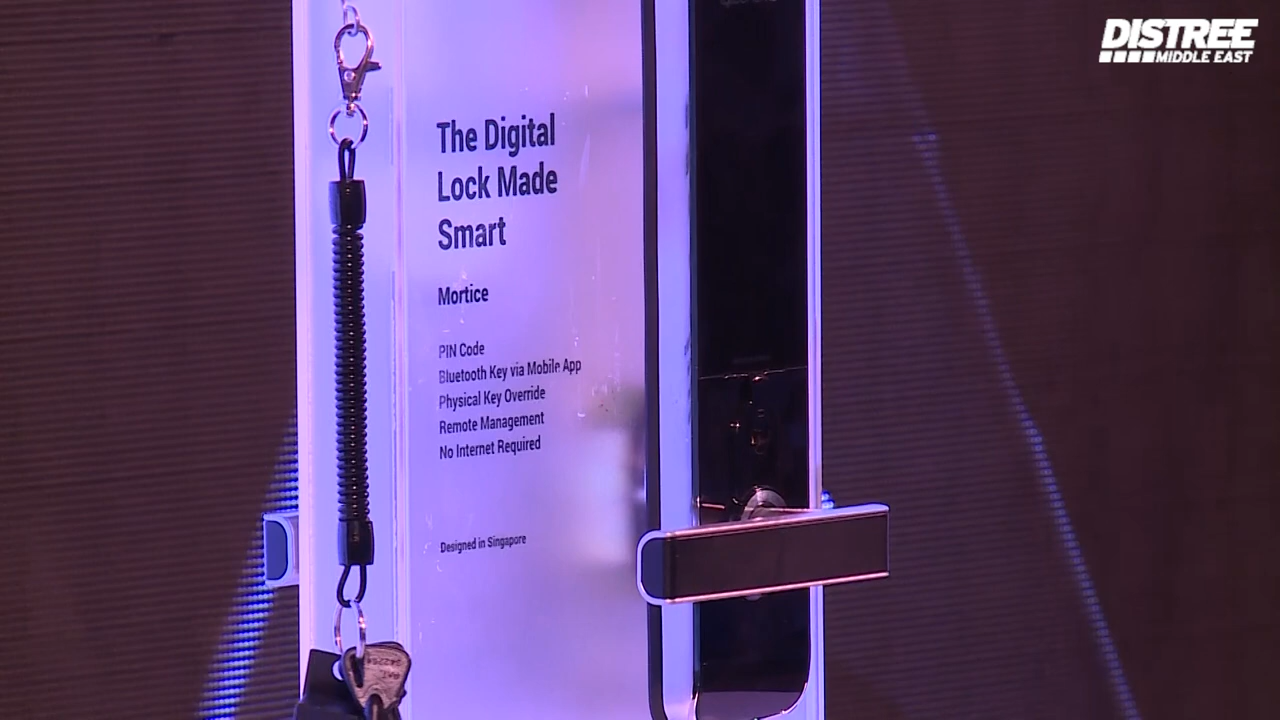 DISTREE
MIDDLE EAST
The Digital
Lock Made
Smart
Mortice
PIN Code
Bluetooth Key via Mobile App
Physical Key Override
Remote Management
No Internet Required
Designed in Singapore